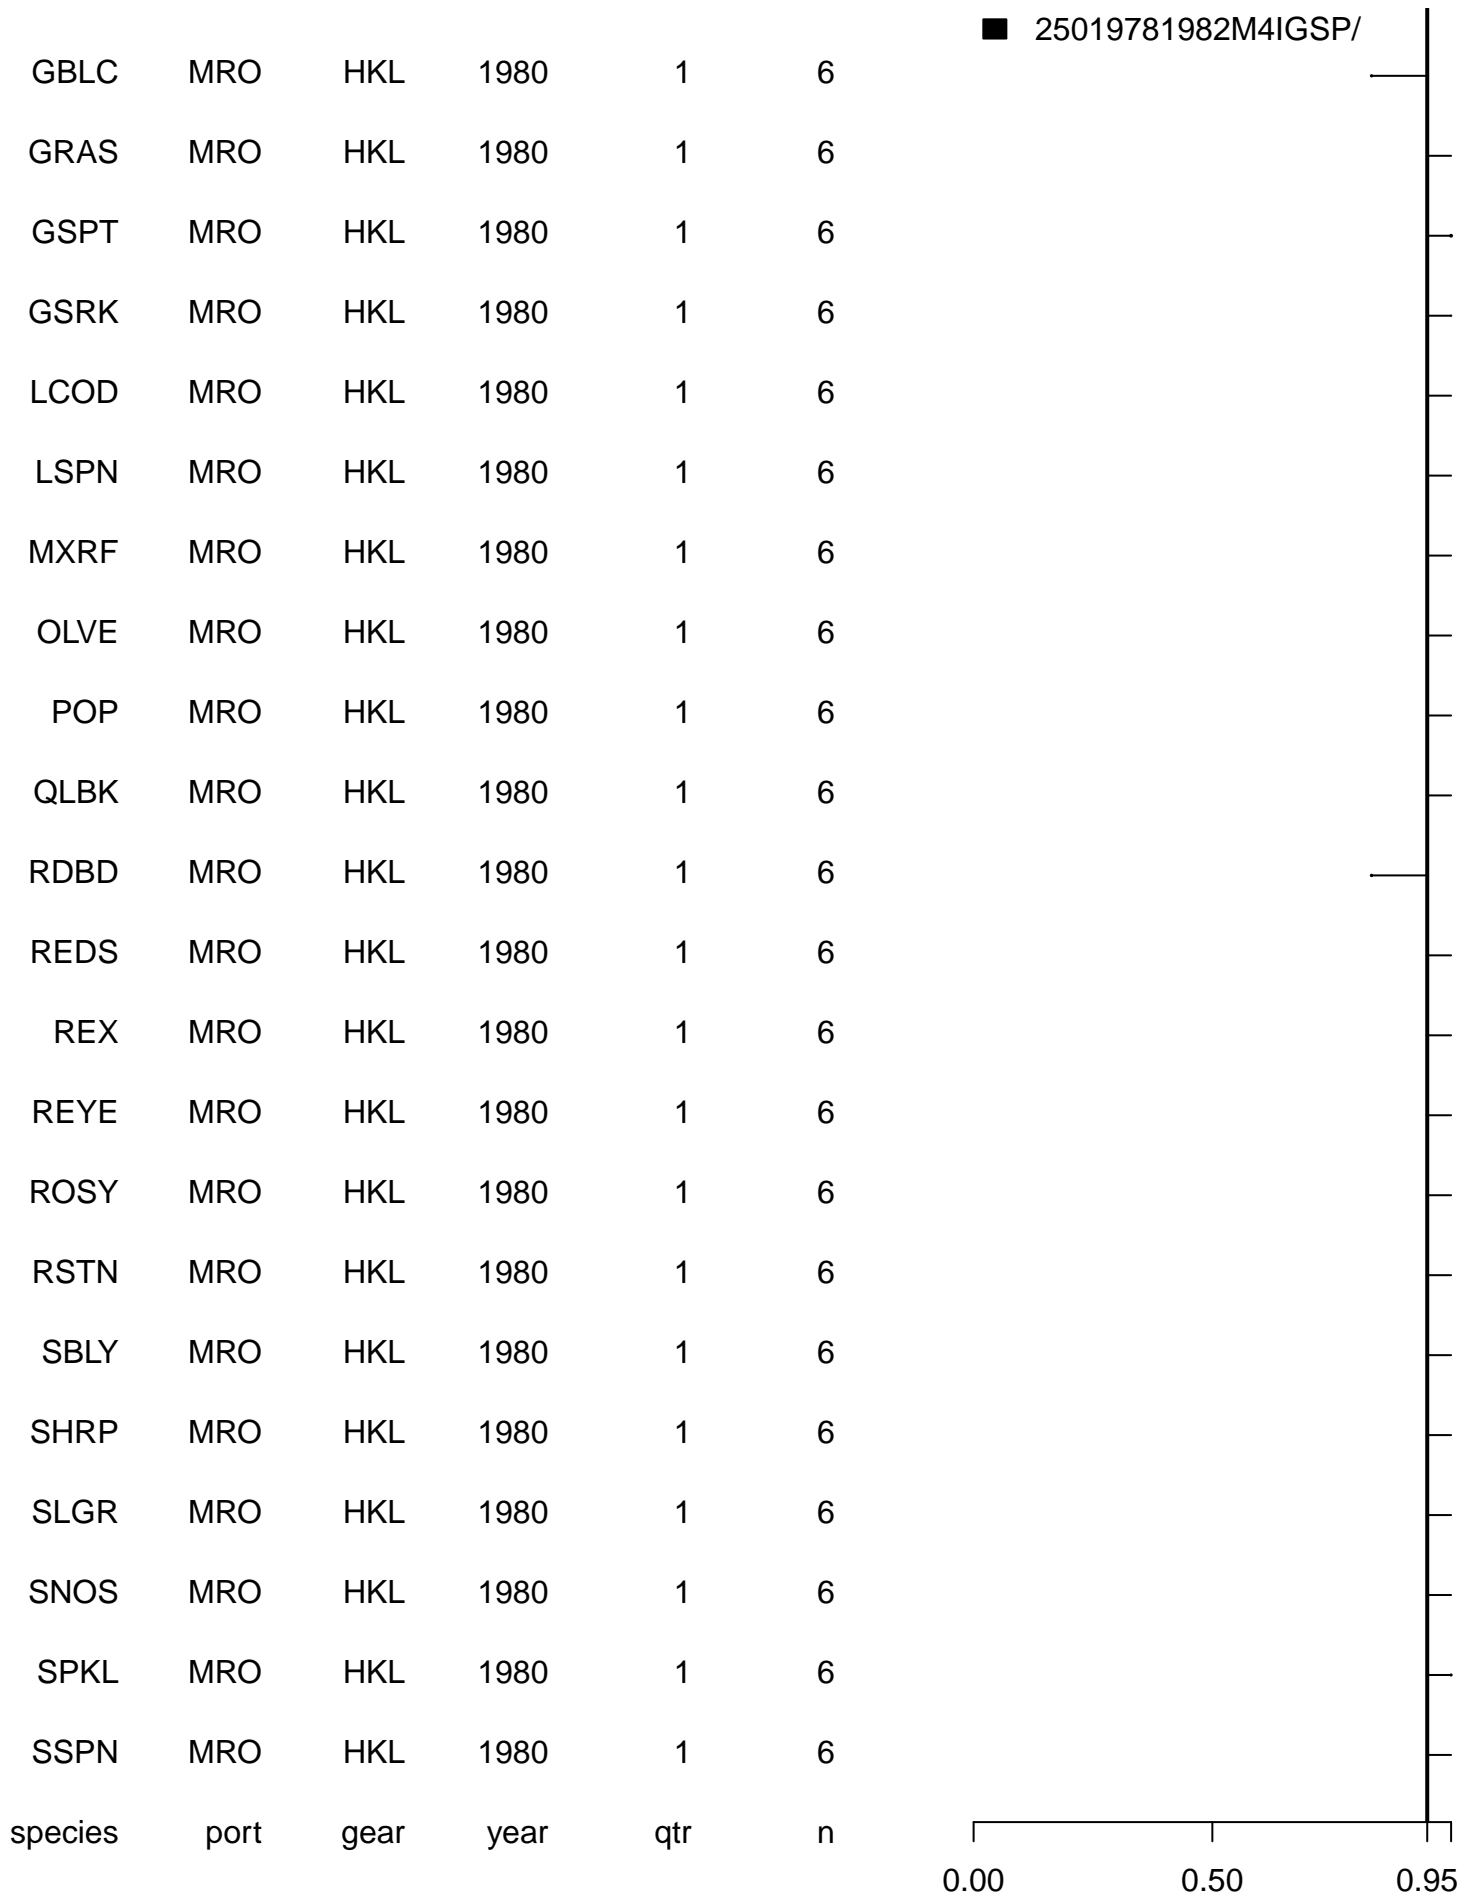 25019781982M4IGSP/
GBLC MRO HKL 1980 1 6
GRAS MRO HKL 1980 1 6
GSPT MRO HKL 1980 1 6
GSRK MRO HKL 1980 1 6
LCOD MRO HKL 1980 1 6
LSPN MRO HKL 1980 1 6
MXRF MRO HKL 1980 1 6
OLVE MRO HKL 1980 1 6
POP MRO HKL 1980 1 6
QLBK MRO HKL 1980 1 6
RDBD MRO HKL 1980 1 6
REDS MRO HKL 1980 1 6
REX MRO HKL 1980 1 6
REYE MRO HKL 1980 1 6
ROSY MRO HKL 1980 1 6
RSTN MRO HKL 1980 1 6
SBLY MRO HKL 1980 1 6
SHRP MRO HKL 1980 1 6
SLGR MRO HKL 1980 1 6
SNOS MRO HKL 1980 1 6
SPKL MRO HKL 1980 1 6
SSPN MRO HKL 1980 1 6
species port gear year qtr n
0.00 0.50 0.95